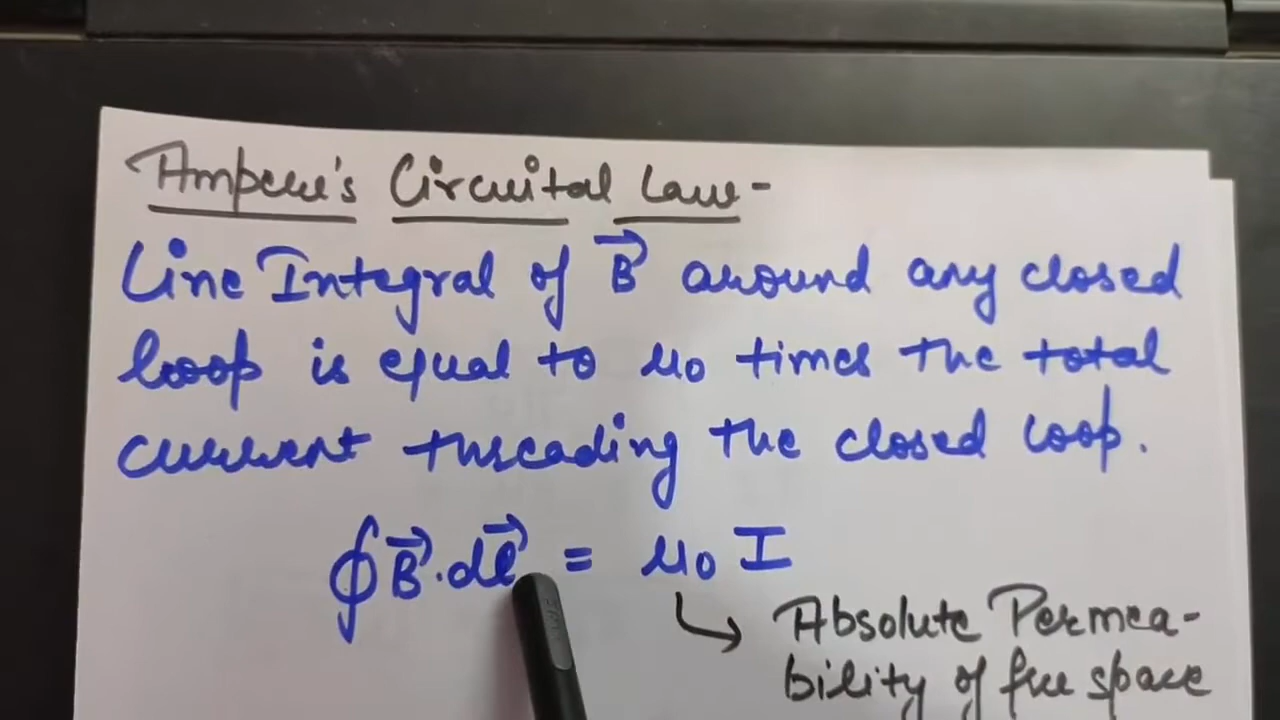 Ampere's Circuital Law-
Line Integral of B⃗ around any closed
loop is equal to μ0 times the total
current threading the closed loop.
∮B⃗.dl⃗ = μ0 I
Absolute Permea-
bility of free space